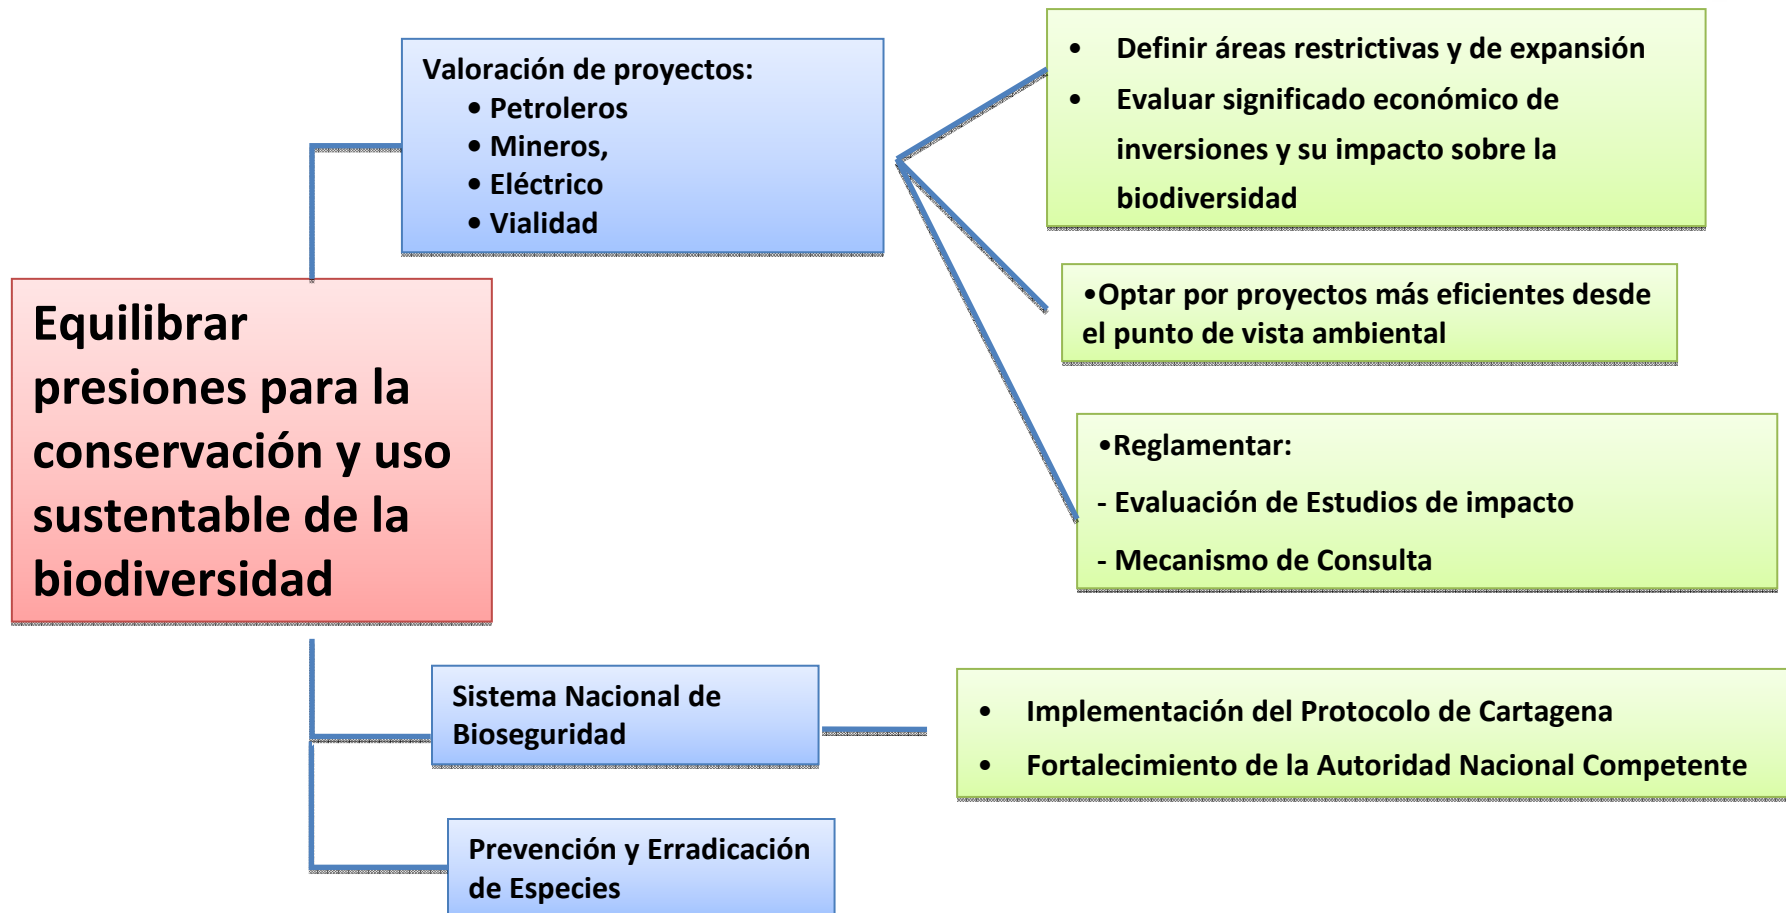 Valoración de proyectos:
• Petroleros
• Mineros,
• Eléctrico
• Vialidad
• Definir áreas restrictivas y de expansión
• Evaluar significado económico de
inversiones y su impacto sobre la
biodiversidad
•Optar por proyectos más eficientes desde
el punto de vista ambiental
•Reglamentar:
- Evaluación de Estudios de impacto
- Mecanismo de Consulta
Equilibrar
presiones para la
conservación y uso
sustentable de la
biodiversidad
Sistema Nacional de
Bioseguridad
• Implementación del Protocolo de Cartagena
• Fortalecimiento de la Autoridad Nacional Competente
Prevención y Erradicación
de Especies